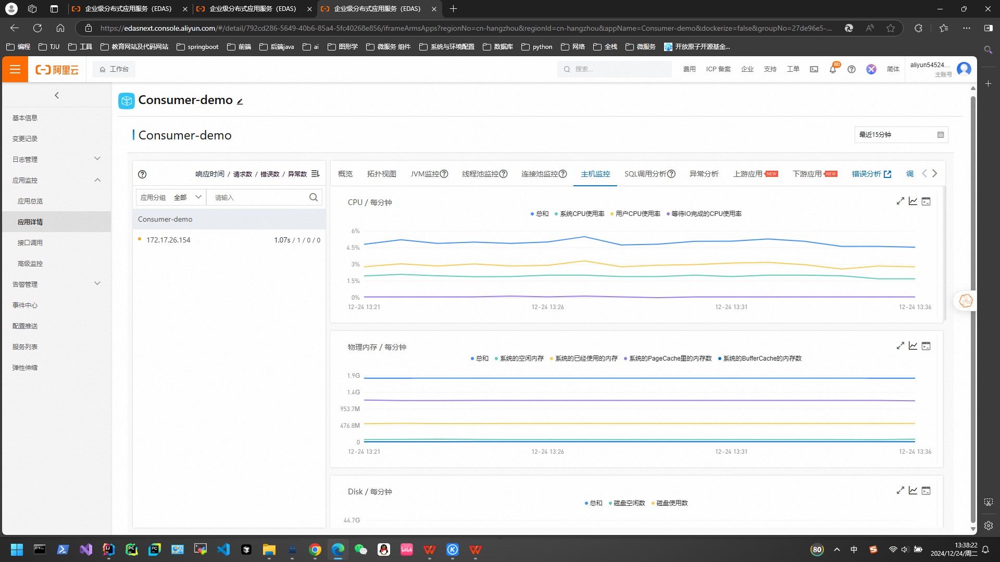 企业级分布式应用服务（EDAS）
企业级分布式应用服务（EDAS）
企业级分布式应用服务（EDAS）
https://edasnext.console.aliyun.com/#/detail/792cd286-5649-40b6-85a4-5fc40268e856/iframeArmsApps?regionNo=cn-hangzhou&regionId=cn-hangzhou&appName=Consumer-demo&dockerize=false&groupNo=27de96e5-...
编程 TJU 工具 教育网站及代码网站 springboot 前端 后端java ai 图形学 微服务 组件 系统与环境配置 数据库 python 网络 全栈 微服务 开放原子开源基金...
阿里云 工作台 搜索... 费用 ICP 备案 企业 支持 工单 80 简体 aliyun54524...
主账号
基本信息
变更记录
日志管理
应用监控
应用总览
应用详情
接口调用
高级监控
告警管理
事件中心
配置推送
服务列表
弹性伸缩
Consumer-demo
Consumer-demo
最近15分钟
响应时间 / 请求数 / 错误数 / 异常数
应用分组 全部 请输入
Consumer-demo
172.17.26.154 1.07s / 1 / 0 / 0
概览 拓扑视图 JVM监控 线程池监控 连接池监控 主机监控 SQL调用分析 异常分析 上游应用 NEW 下游应用 NEW 错误分析 调
CPU / 每分钟
总和 系统CPU使用率 用户CPU使用率 等待IO完成的CPU使用率
6%
4.5%
3%
1.5%
0%
12-24 13:21 12-24 13:26 12-24 13:31 12-24 13:36
物理内存 / 每分钟
总和 系统的空闲内存 系统的已经使用的内存 系统的PageCache里的内存数 系统的BufferCache的内存数
1.9G
1.4G
953.7M
476.8M
0
12-24 13:21 12-24 13:26 12-24 13:31 12-24 13:36
Disk / 每分钟
总和 磁盘空闲数 磁盘使用数
44.7G
80 中 13:38:22
2024/12/24/周二